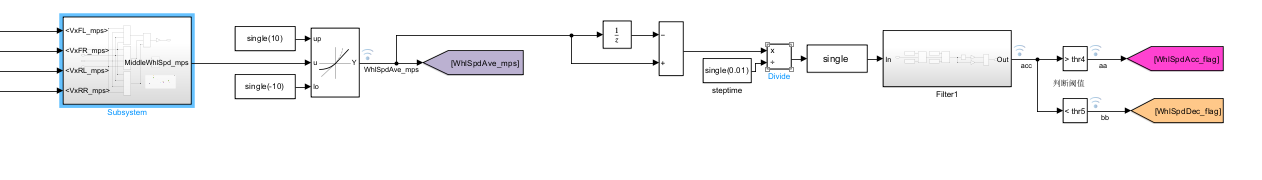 <VxFL_mps>
<VxFR_mps>
<VxRL_mps>
<VxRR_mps>
MiddleWhlSpd_mps
Subsystem
single(10)
single(-10)
up
u
lo
Y
WhlSpdAve_mps
[WhlSpdAve_mps]
1
z
−
+
single(0.01)
steptime
x
÷
Divide
single
In
Out
Filter1
acc
> thr4
aa
[WhlSpdAcc_flag]
判断阈值
< thr5
bb
[WhlSpdDec_flag]